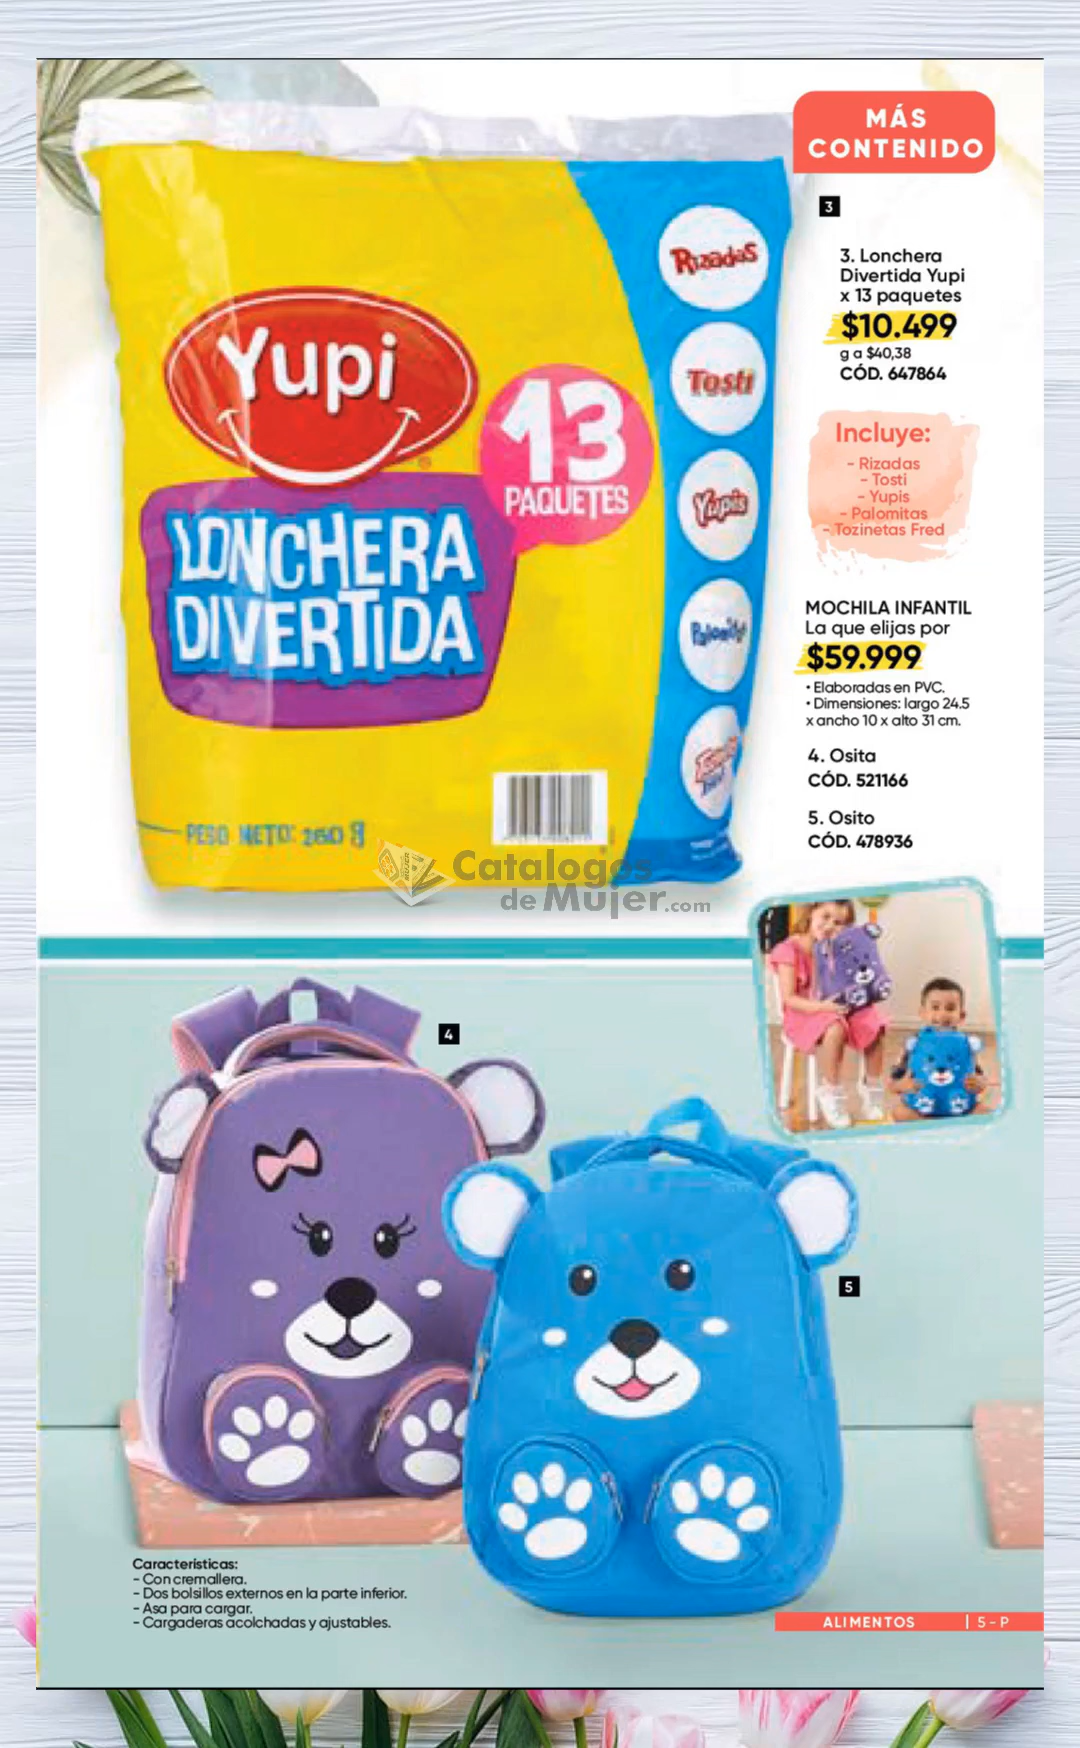 MÁS
CONTENIDO
3
3. Lonchera
Divertida Yupi
x 13 paquetes
$10.499
g a $40,38
CÓD. 647864
Incluye:
- Rizadas
- Tosti
- Yupis
- Palomitas
- Tozinetas Fred
MOCHILA INFANTIL
La que elijas por
$59.999
• Elaboradas en PVC.
• Dimensiones: largo 24.5
x ancho 10 x alto 31 cm.
4. Osita
CÓD. 521166
5. Osito
CÓD. 478936
Yupi
13
PAQUETES
LONCHERA
DIVERTIDA
Rizadas
Tosti
Yupis
Palomitas
PESO NETO: 260 g
Catalogos
de Mujer.com
4
5
Características:
- Con cremallera.
- Dos bolsillos externos en la parte inferior.
- Asa para cargar.
- Cargaderas acolchadas y ajustables.
ALIMENTOS | 5 - P